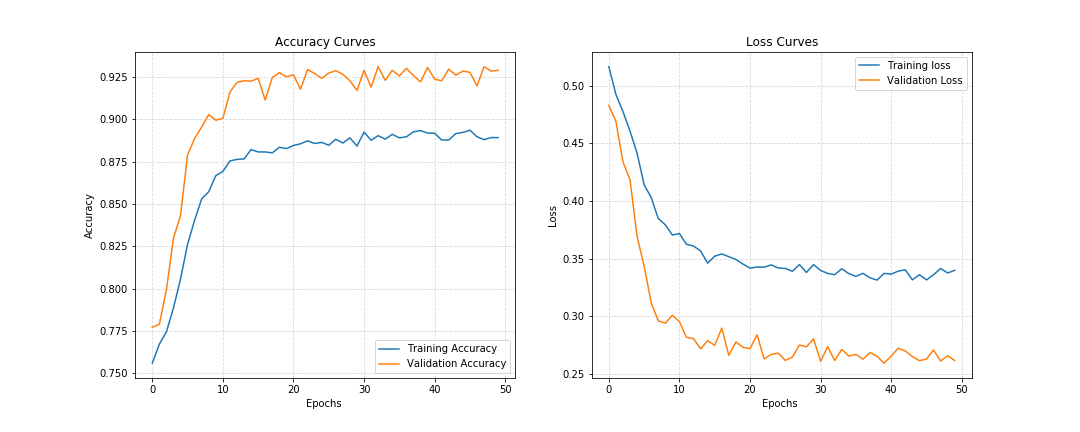 Accuracy Curves
0.925
0.900
0.875
0.850
0.825
0.800
0.775
0.750
Accuracy
0 10 20 30 40 50
Epochs
Training Accuracy
Validation Accuracy
Loss Curves
0.50
0.45
0.40
0.35
0.30
0.25
Loss
0 10 20 30 40 50
Epochs
Training loss
Validation Loss